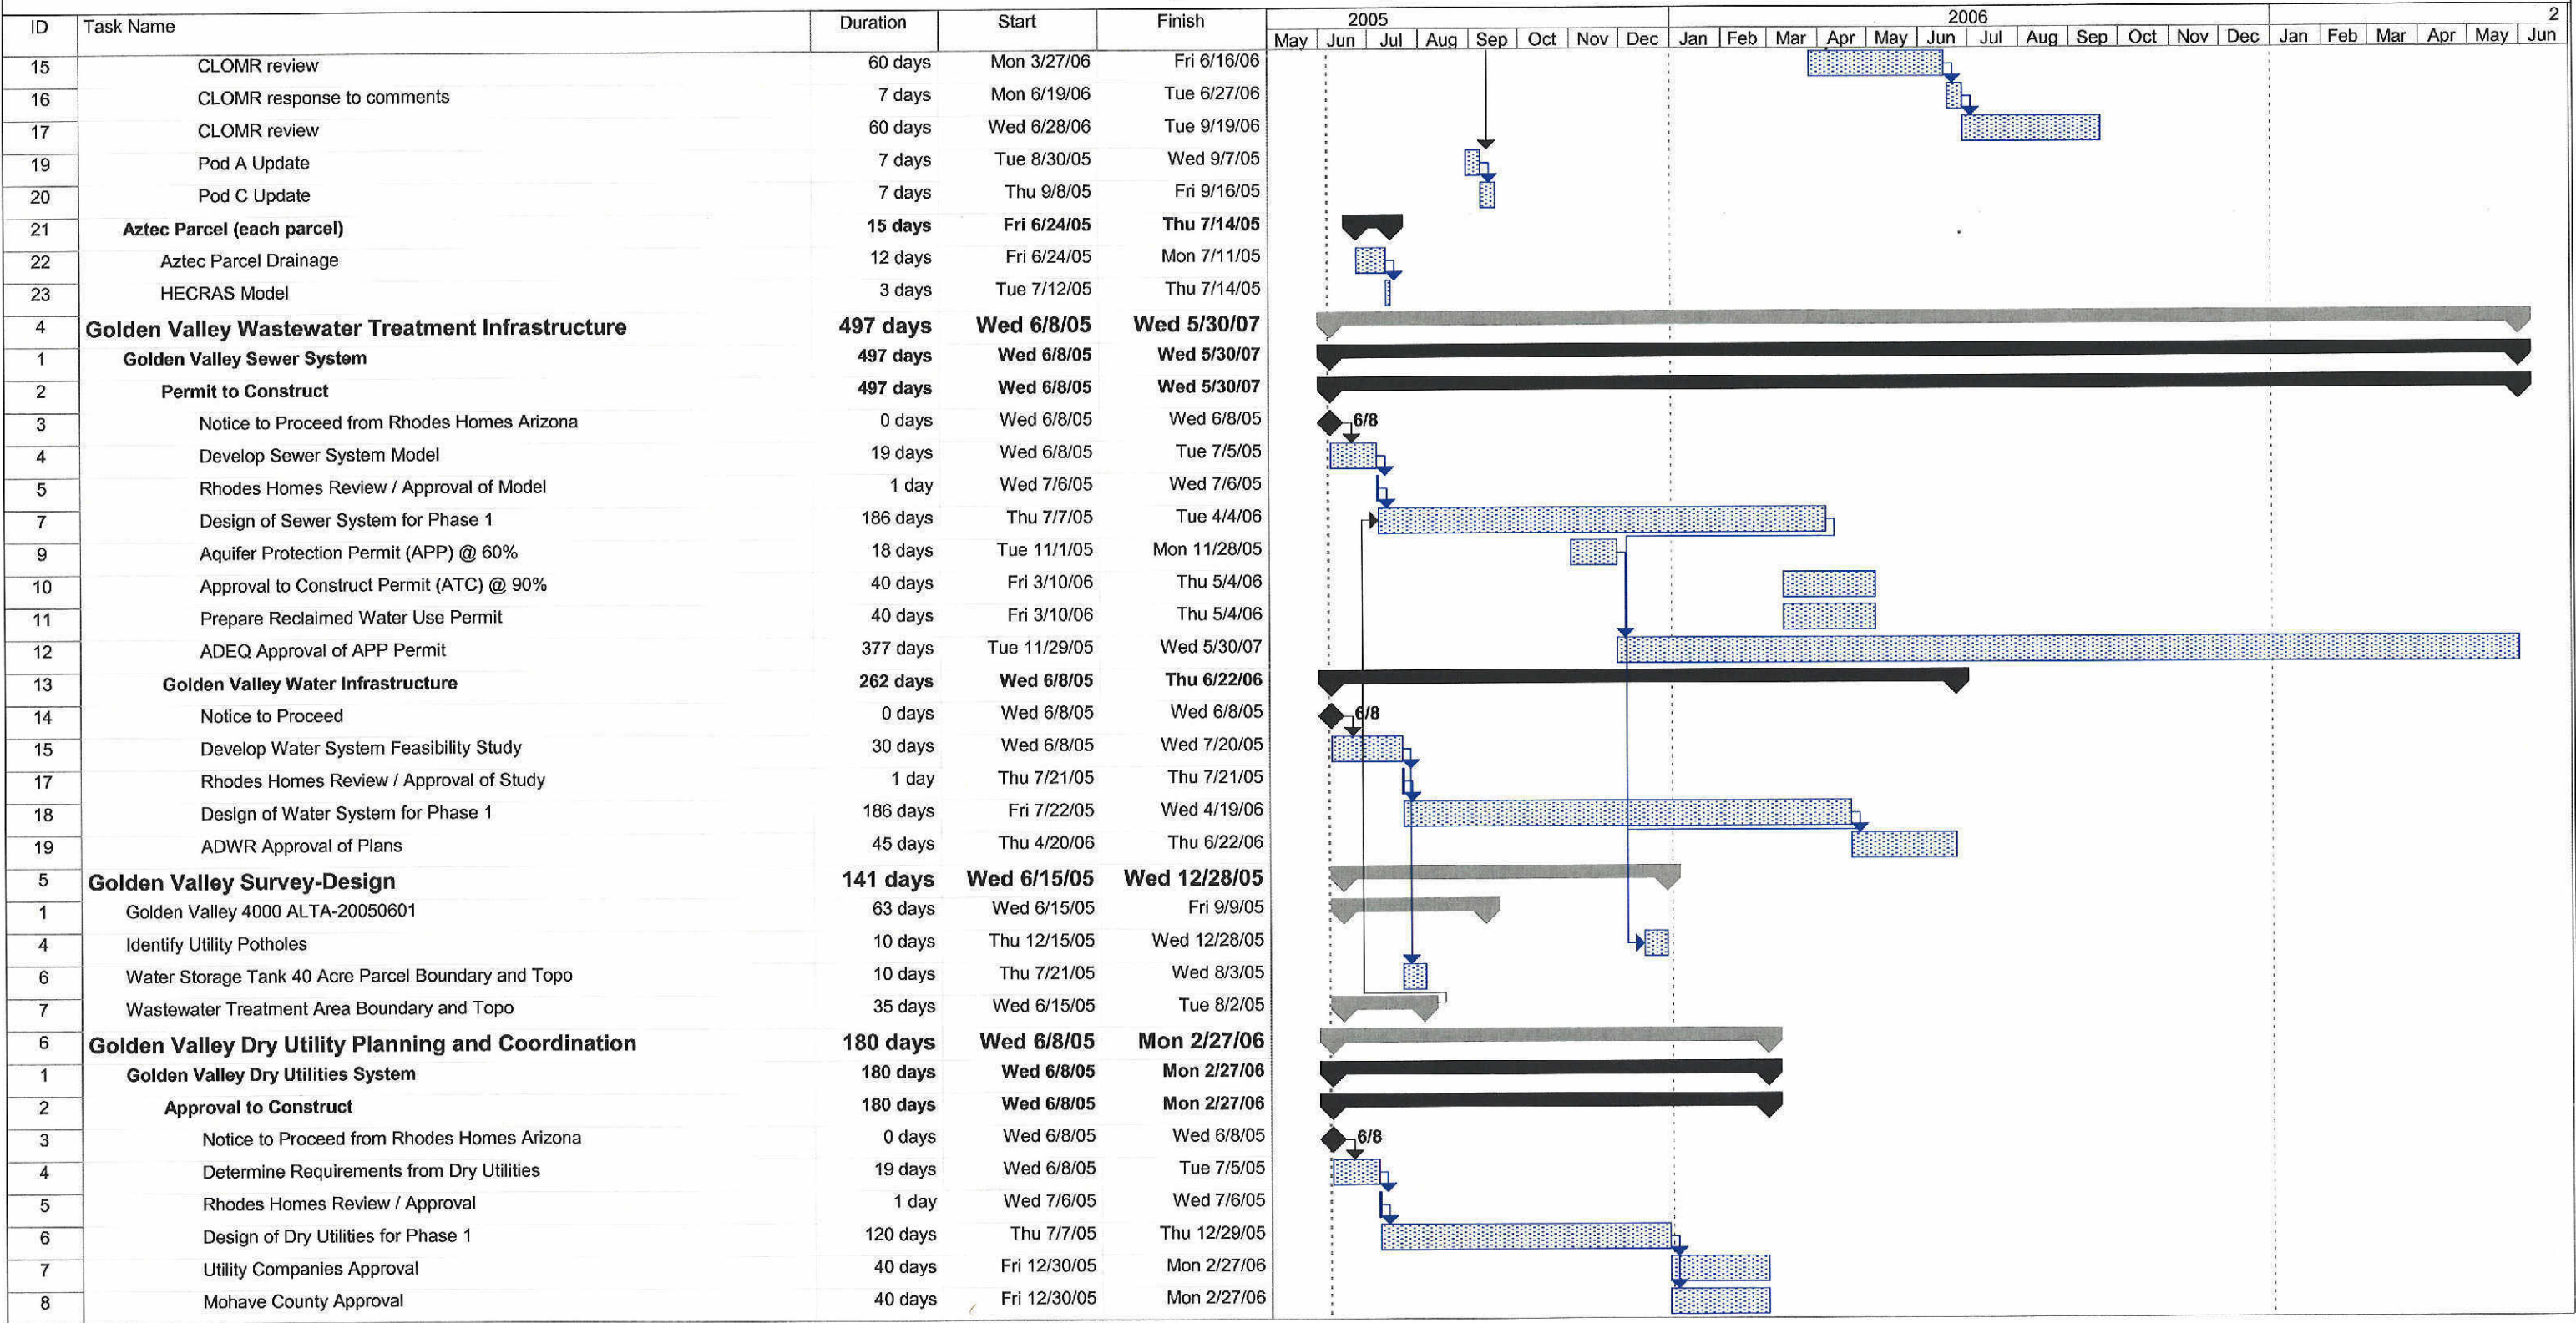 ID Task Name Duration Start Finish 2005 2006 2
May Jun Jul Aug Sep Oct Nov Dec Jan Feb Mar Apr May Jun Jul Aug Sep Oct Nov Dec Jan Feb Mar Apr May Jun
15 CLOMR review 60 days Mon 3/27/06 Fri 6/16/06
16 CLOMR response to comments 7 days Mon 6/19/06 Tue 6/27/06
17 CLOMR review 60 days Wed 6/28/06 Tue 9/19/06
19 Pod A Update 7 days Tue 8/30/05 Wed 9/7/05
20 Pod C Update 7 days Thu 9/8/05 Fri 9/16/05
21 Aztec Parcel (each parcel) 15 days Fri 6/24/05 Thu 7/14/05
22 Aztec Parcel Drainage 12 days Fri 6/24/05 Mon 7/11/05
23 HECRAS Model 3 days Tue 7/12/05 Thu 7/14/05
4 Golden Valley Wastewater Treatment Infrastructure 497 days Wed 6/8/05 Wed 5/30/07
1 Golden Valley Sewer System 497 days Wed 6/8/05 Wed 5/30/07
2 Permit to Construct 497 days Wed 6/8/05 Wed 5/30/07
3 Notice to Proceed from Rhodes Homes Arizona 0 days Wed 6/8/05 Wed 6/8/05 6/8
4 Develop Sewer System Model 19 days Wed 6/8/05 Tue 7/5/05
5 Rhodes Homes Review / Approval of Model 1 day Wed 7/6/05 Wed 7/6/05
7 Design of Sewer System for Phase 1 186 days Thu 7/7/05 Tue 4/4/06
9 Aquifer Protection Permit (APP) @ 60% 18 days Tue 11/1/05 Mon 11/28/05
10 Approval to Construct Permit (ATC) @ 90% 40 days Fri 3/10/06 Thu 5/4/06
11 Prepare Reclaimed Water Use Permit 40 days Fri 3/10/06 Thu 5/4/06
12 ADEQ Approval of APP Permit 377 days Tue 11/29/05 Wed 5/30/07
13 Golden Valley Water Infrastructure 262 days Wed 6/8/05 Thu 6/22/06
14 Notice to Proceed 0 days Wed 6/8/05 Wed 6/8/05 6/8
15 Develop Water System Feasibility Study 30 days Wed 6/8/05 Wed 7/20/05
17 Rhodes Homes Review / Approval of Study 1 day Thu 7/21/05 Thu 7/21/05
18 Design of Water System for Phase 1 186 days Fri 7/22/05 Wed 4/19/06
19 ADWR Approval of Plans 45 days Thu 4/20/06 Thu 6/22/06
5 Golden Valley Survey-Design 141 days Wed 6/15/05 Wed 12/28/05
1 Golden Valley 4000 ALTA-20050601 63 days Wed 6/15/05 Fri 9/9/05
4 Identify Utility Potholes 10 days Thu 12/15/05 Wed 12/28/05
6 Water Storage Tank 40 Acre Parcel Boundary and Topo 10 days Thu 7/21/05 Wed 8/3/05
7 Wastewater Treatment Area Boundary and Topo 35 days Wed 6/15/05 Tue 8/2/05
6 Golden Valley Dry Utility Planning and Coordination 180 days Wed 6/8/05 Mon 2/27/06
1 Golden Valley Dry Utilities System 180 days Wed 6/8/05 Mon 2/27/06
2 Approval to Construct 180 days Wed 6/8/05 Mon 2/27/06
3 Notice to Proceed from Rhodes Homes Arizona 0 days Wed 6/8/05 Wed 6/8/05 6/8
4 Determine Requirements from Dry Utilities 19 days Wed 6/8/05 Tue 7/5/05
5 Rhodes Homes Review / Approval 1 day Wed 7/6/05 Wed 7/6/05
6 Design of Dry Utilities for Phase 1 120 days Thu 7/7/05 Thu 12/29/05
7 Utility Companies Approval 40 days Fri 12/30/05 Mon 2/27/06
8 Mohave County Approval 40 days Fri 12/30/05 Mon 2/27/06